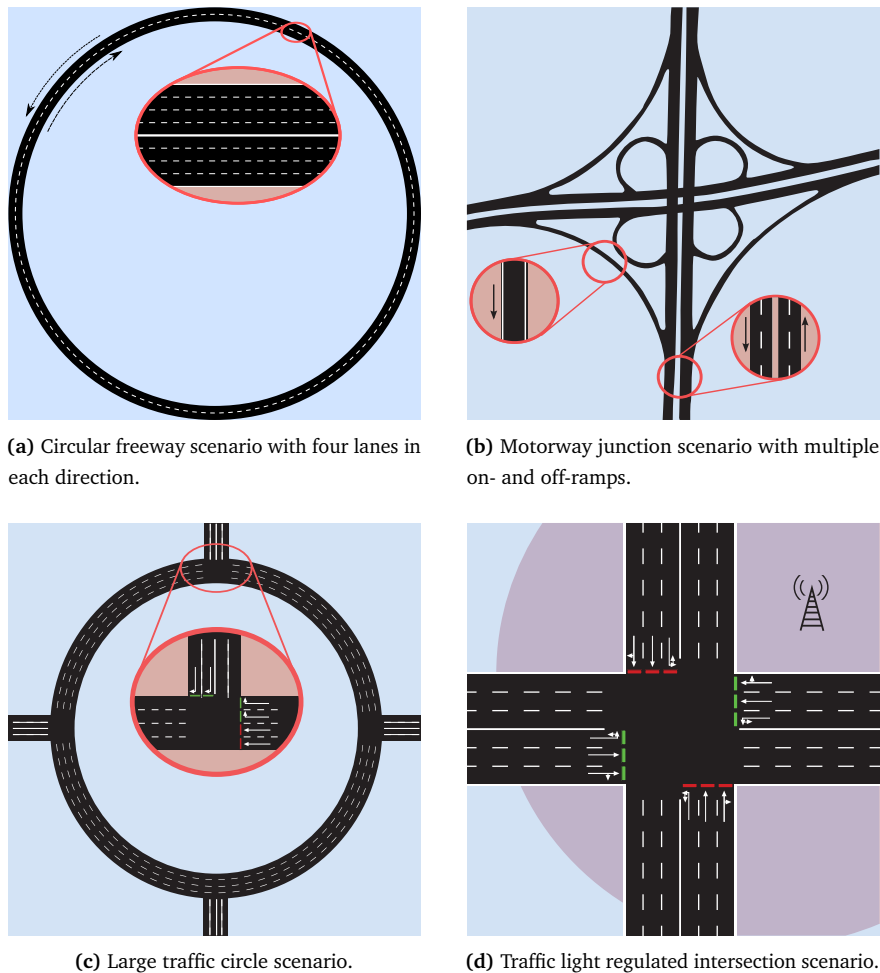 (a) Circular freeway scenario with four lanes in
each direction.
(b) Motorway junction scenario with multiple
on- and off-ramps.
(c) Large traffic circle scenario.
(d) Traffic light regulated intersection scenario.